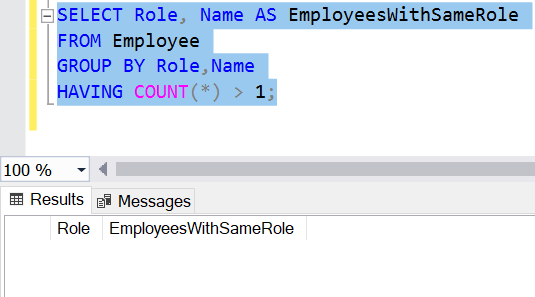 SELECT Role, Name AS EmployeesWithSameRole
FROM Employee
GROUP BY Role,Name
HAVING COUNT(*) > 1;
100 %
Results Messages
Role EmployeesWithSameRole